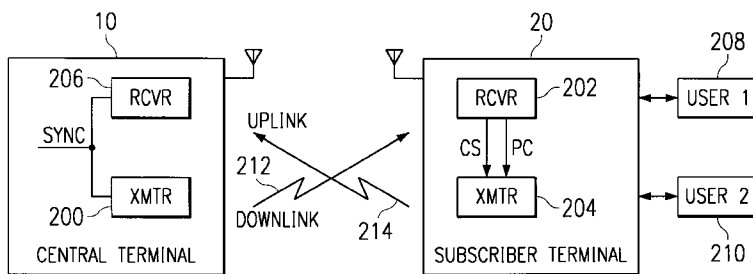 10
20
208
206
RCVR
RCVR
202
USER 1
UPLINK
SYNC
CS
PC
212
XMTR
XMTR
USER 2
200
DOWNLINK
214
204
210
CENTRAL TERMINAL
SUBSCRIBER TERMINAL